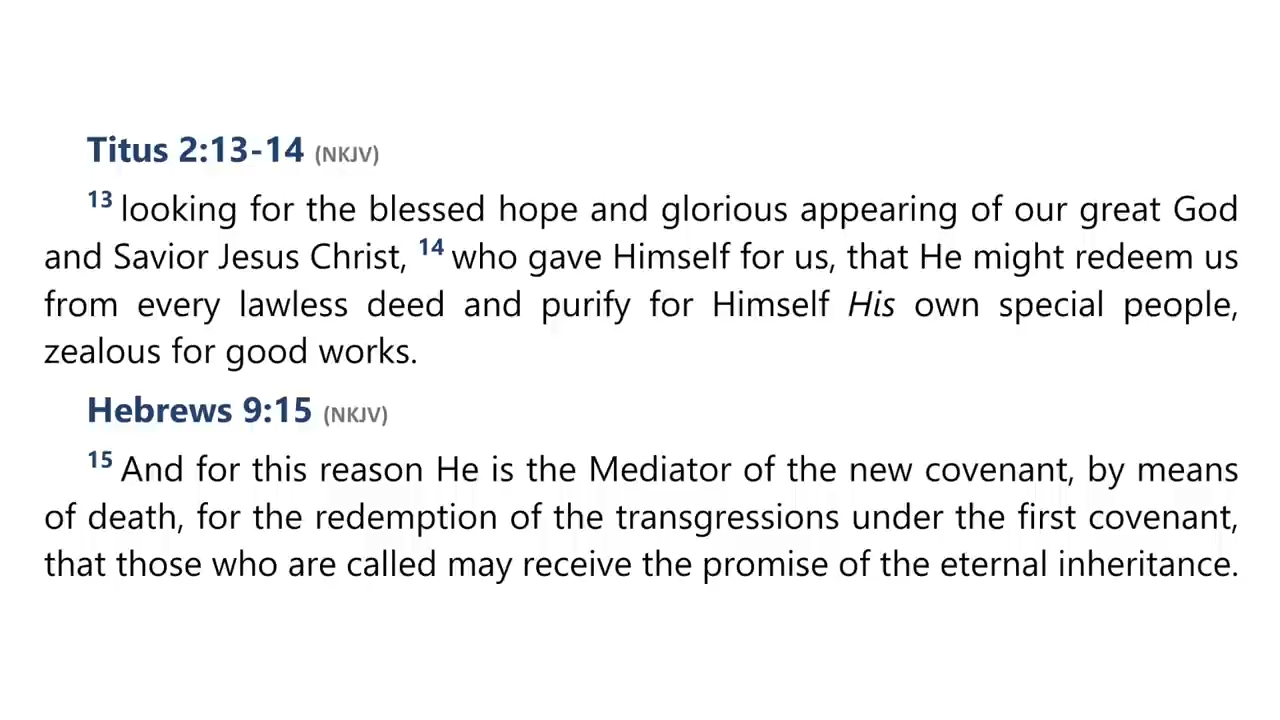 Titus 2:13-14 (NKJV)
13 looking for the blessed hope and glorious appearing of our great God
and Savior Jesus Christ, 14 who gave Himself for us, that He might redeem us
from every lawless deed and purify for Himself His own special people,
zealous for good works.
Hebrews 9:15 (NKJV)
15 And for this reason He is the Mediator of the new covenant, by means
of death, for the redemption of the transgressions under the first covenant,
that those who are called may receive the promise of the eternal inheritance.